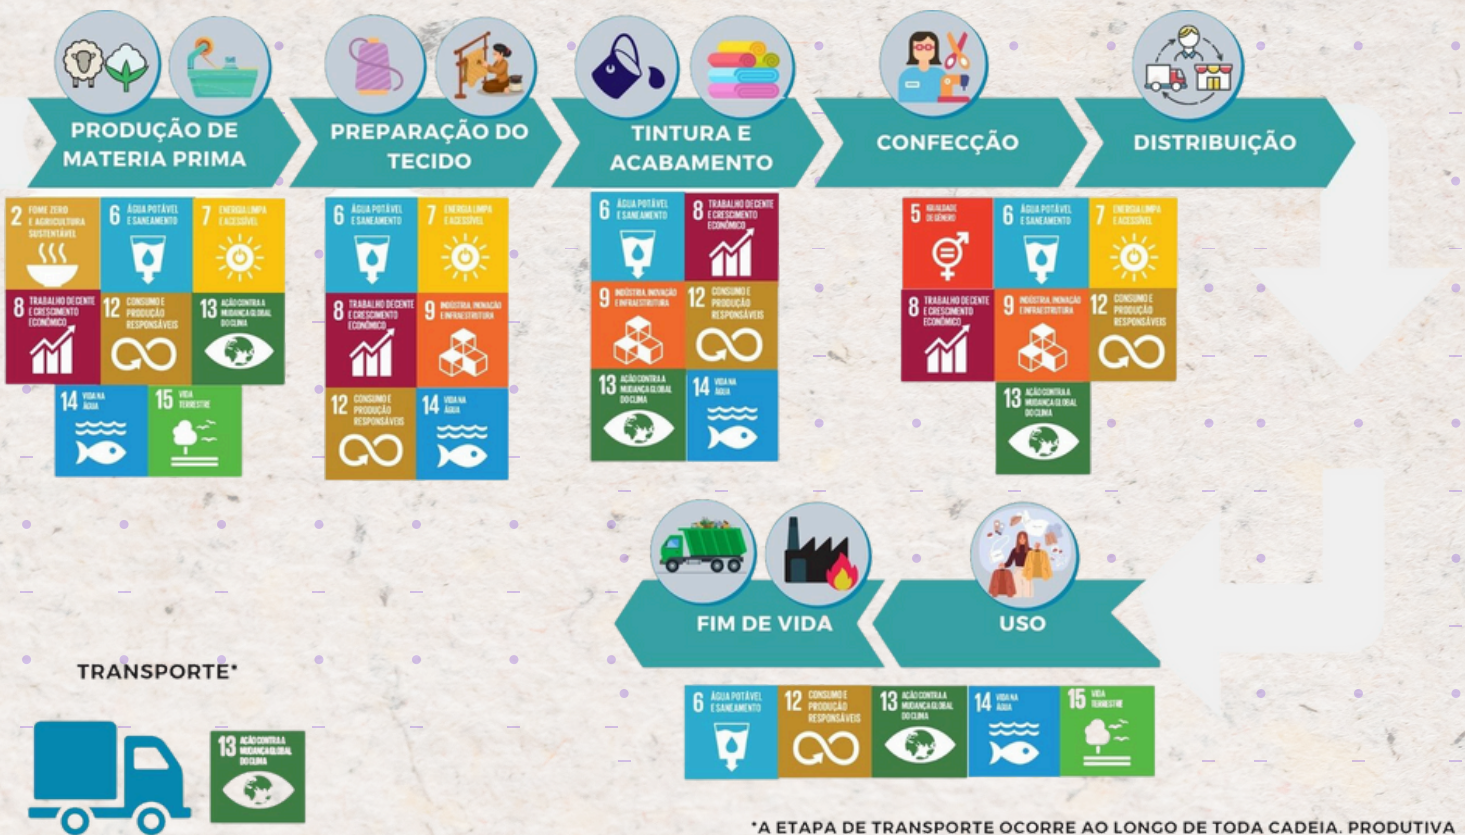 PRODUÇÃO DE
MATERIA PRIMA
PREPARAÇÃO DO
TECIDO
TINTURA E
ACABAMENTO
CONFECÇÃO
DISTRIBUIÇÃO
2 FOME ZERO
E AGRICULTURA
SUSTENTÁVEL
6 ÁGUA POTÁVEL
E SANEAMENTO
7 ENERGIA LIMPA
E ACESSÍVEL
8 TRABALHO DECENTE
E CRESCIMENTO
ECONÔMICO
12 CONSUMO E
PRODUÇÃO
RESPONSÁVEIS
13 AÇÃO CONTRA A
MUDANÇA GLOBAL
DO CLIMA
14 VIDA NA
ÁGUA
15 VIDA
TERRESTRE
6 ÁGUA POTÁVEL
E SANEAMENTO
7 ENERGIA LIMPA
E ACESSÍVEL
8 TRABALHO DECENTE
E CRESCIMENTO
ECONÔMICO
9 INDÚSTRIA, INOVAÇÃO
E INFRAESTRUTURA
12 CONSUMO E
PRODUÇÃO
RESPONSÁVEIS
14 VIDA NA
ÁGUA
6 ÁGUA POTÁVEL
E SANEAMENTO
8 TRABALHO DECENTE
E CRESCIMENTO
ECONÔMICO
9 INDÚSTRIA, INOVAÇÃO
E INFRAESTRUTURA
12 CONSUMO E
PRODUÇÃO
RESPONSÁVEIS
13 AÇÃO CONTRA A
MUDANÇA GLOBAL
DO CLIMA
14 VIDA NA
ÁGUA
5 IGUALDADE
DE GÊNERO
6 ÁGUA POTÁVEL
E SANEAMENTO
7 ENERGIA LIMPA
E ACESSÍVEL
8 TRABALHO DECENTE
E CRESCIMENTO
ECONÔMICO
9 INDÚSTRIA, INOVAÇÃO
E INFRAESTRUTURA
12 CONSUMO E
PRODUÇÃO
RESPONSÁVEIS
13 AÇÃO CONTRA A
MUDANÇA GLOBAL
DO CLIMA
FIM DE VIDA
USO
6 ÁGUA POTÁVEL
E SANEAMENTO
12 CONSUMO E
PRODUÇÃO
RESPONSÁVEIS
13 AÇÃO CONTRA A
MUDANÇA GLOBAL
DO CLIMA
14 VIDA NA
ÁGUA
15 VIDA
TERRESTRE
TRANSPORTE*
13 AÇÃO CONTRA A
MUDANÇA GLOBAL
DO CLIMA
*A ETAPA DE TRANSPORTE OCORRE AO LONGO DE TODA CADEIA. PRODUTIVA